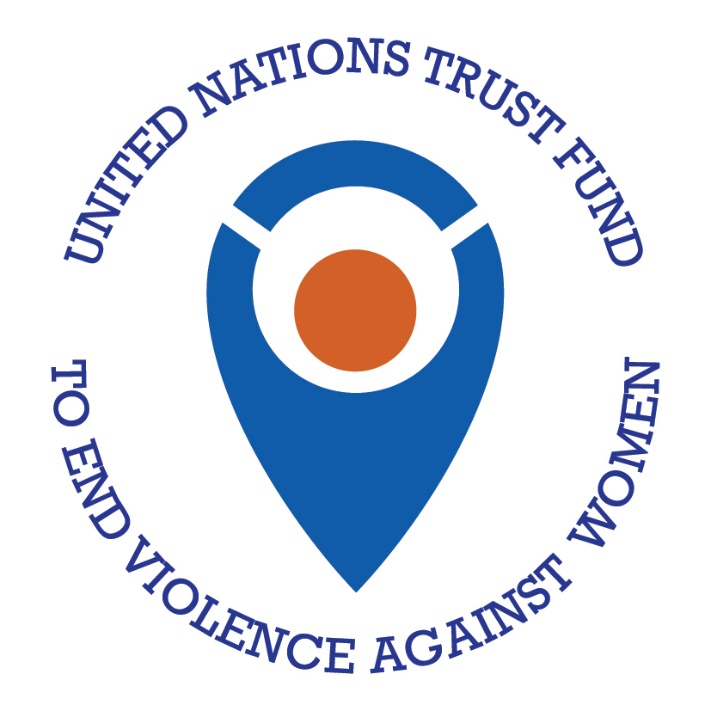 UNITED NATIONS TRUST FUND
TO END VIOLENCE AGAINST WOMEN